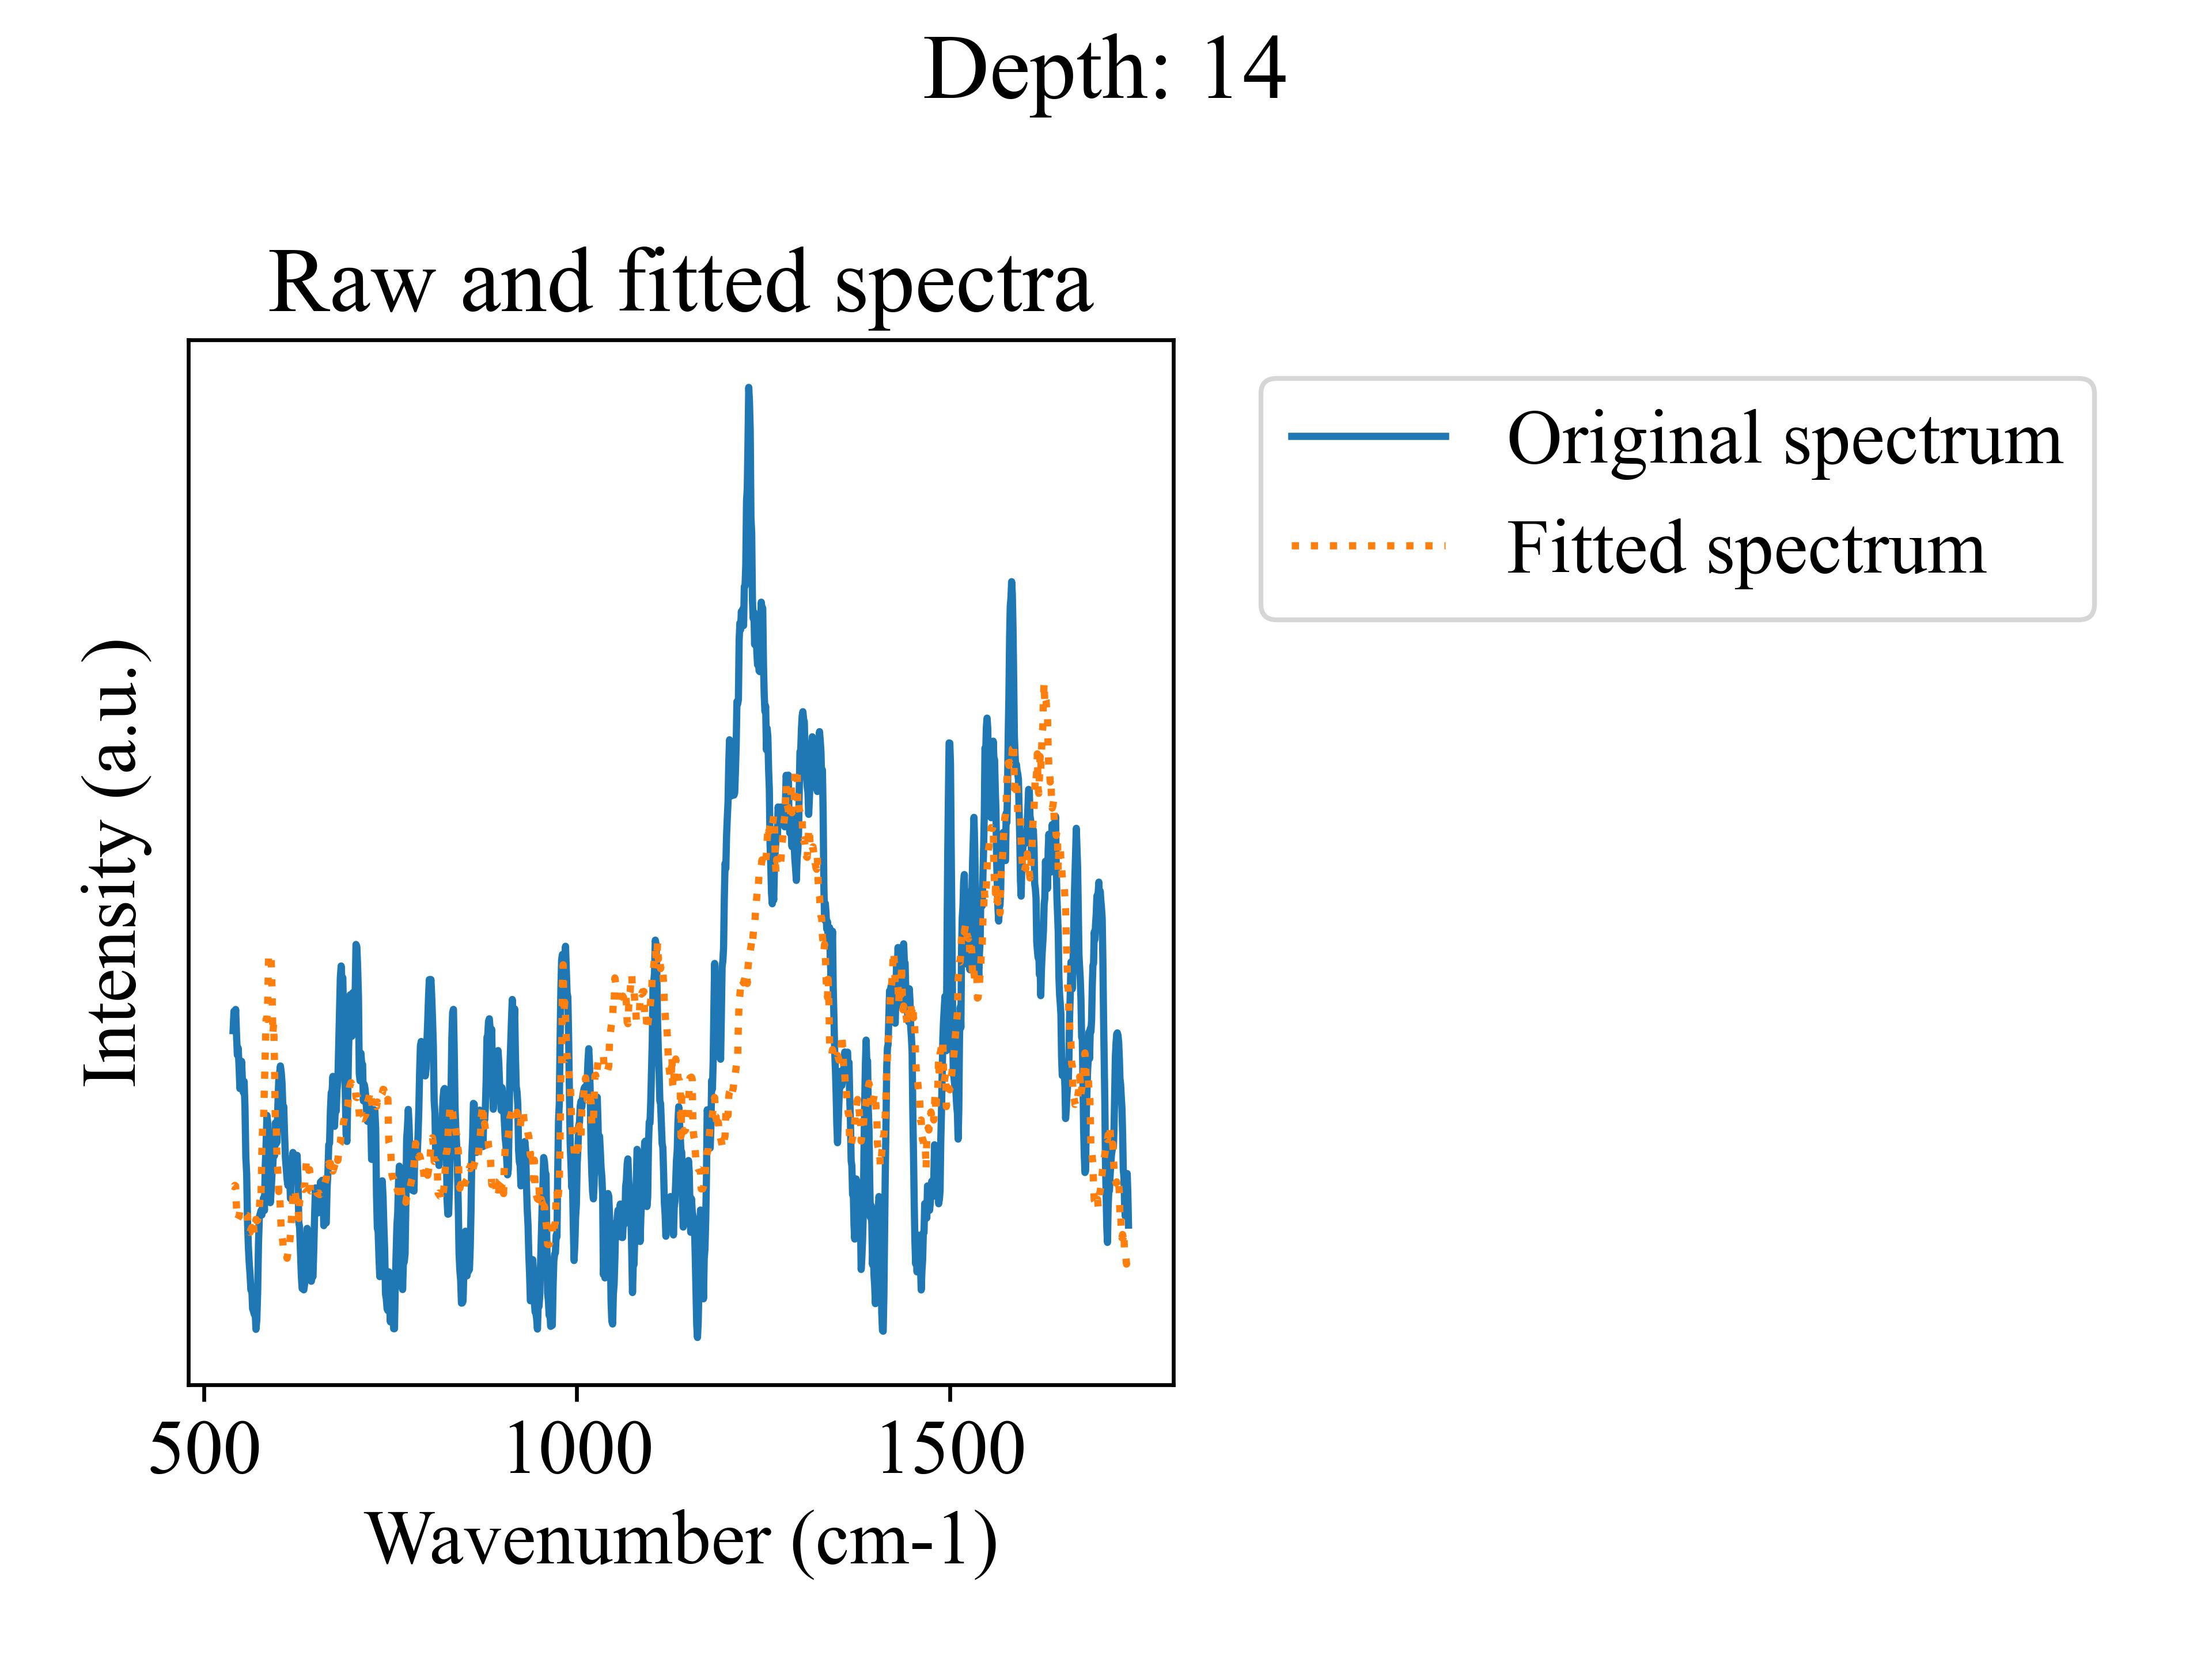 Depth: 14
Raw and fitted spectra
Original spectrum
Fitted spectrum
Intensity (a.u.)
500 1000 1500
Wavenumber (cm-1)